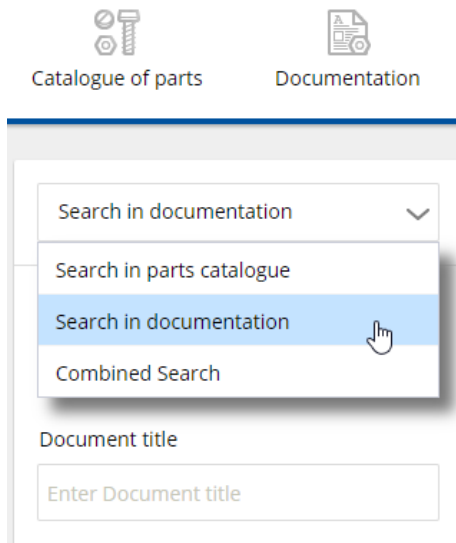 Catalogue of parts
Documentation
Search in documentation
Search in parts catalogue
Search in documentation
Combined Search
Document title
Enter Document title